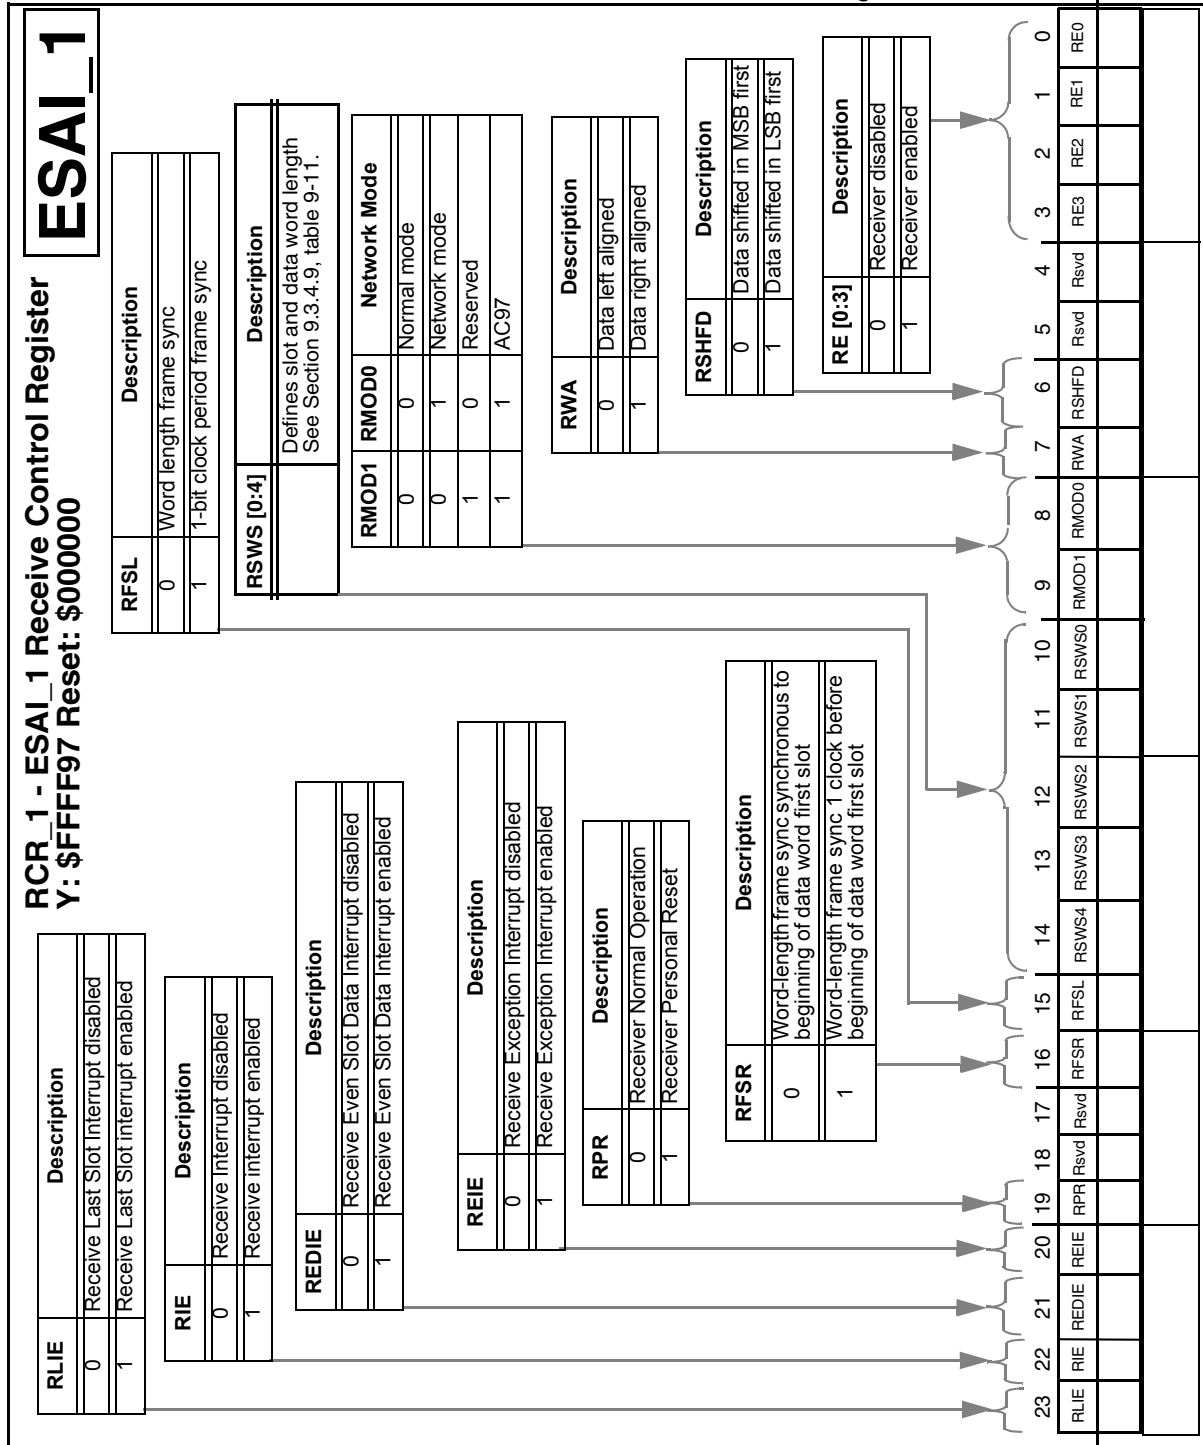 ESAI_1
RCR_1 - ESAI_1 Receive Control Register
Y: $FFFF97 Reset: $000000
RLIE Description
0 Receive Last Slot Interrupt disabled
1 Receive Last Slot interrupt enabled
RIE Description
0 Receive Interrupt disabled
1 Receive interrupt enabled
REDIE Description
0 Receive Even Slot Data Interrupt disabled
1 Receive Even Slot Data Interrupt enabled
REIE Description
0 Receive Exception Interrupt disabled
1 Receive Exception Interrupt enabled
RPR Description
0 Receiver Normal Operation
1 Receiver Personal Reset
RFSR Description
0 Word-length frame sync synchronous to
beginning of data word first slot
1 Word-length frame sync 1 clock before
beginning of data word first slot
RFSL Description
0 Word length frame sync
1 1-bit clock period frame sync
RSWS [0:4] Description
Defines slot and data word length
See Section 9.3.4.9, table 9-11.
RMOD1 RMOD0 Network Mode
0 0 Normal mode
0 1 Network mode
1 0 Reserved
1 1 AC97
RWA Description
0 Data left aligned
1 Data right aligned
RSHFD Description
0 Data shifted in MSB first
1 Data shifted in LSB first
RE [0:3] Description
0 Receiver disabled
1 Receiver enabled
23 22 21 20 19 18 17 16 15 14 13 12 11 10 9 8 7 6 5 4 3 2 1 0
RLIE RIE REDIE REIE RPR Rsvd Rsvd RFSR RFSL RSWS4 RSWS3 RSWS2 RSWS1 RSWS0 RMOD1 RMOD0 RWA RSHFD Rsvd Rsvd RE3 RE2 RE1 RE0